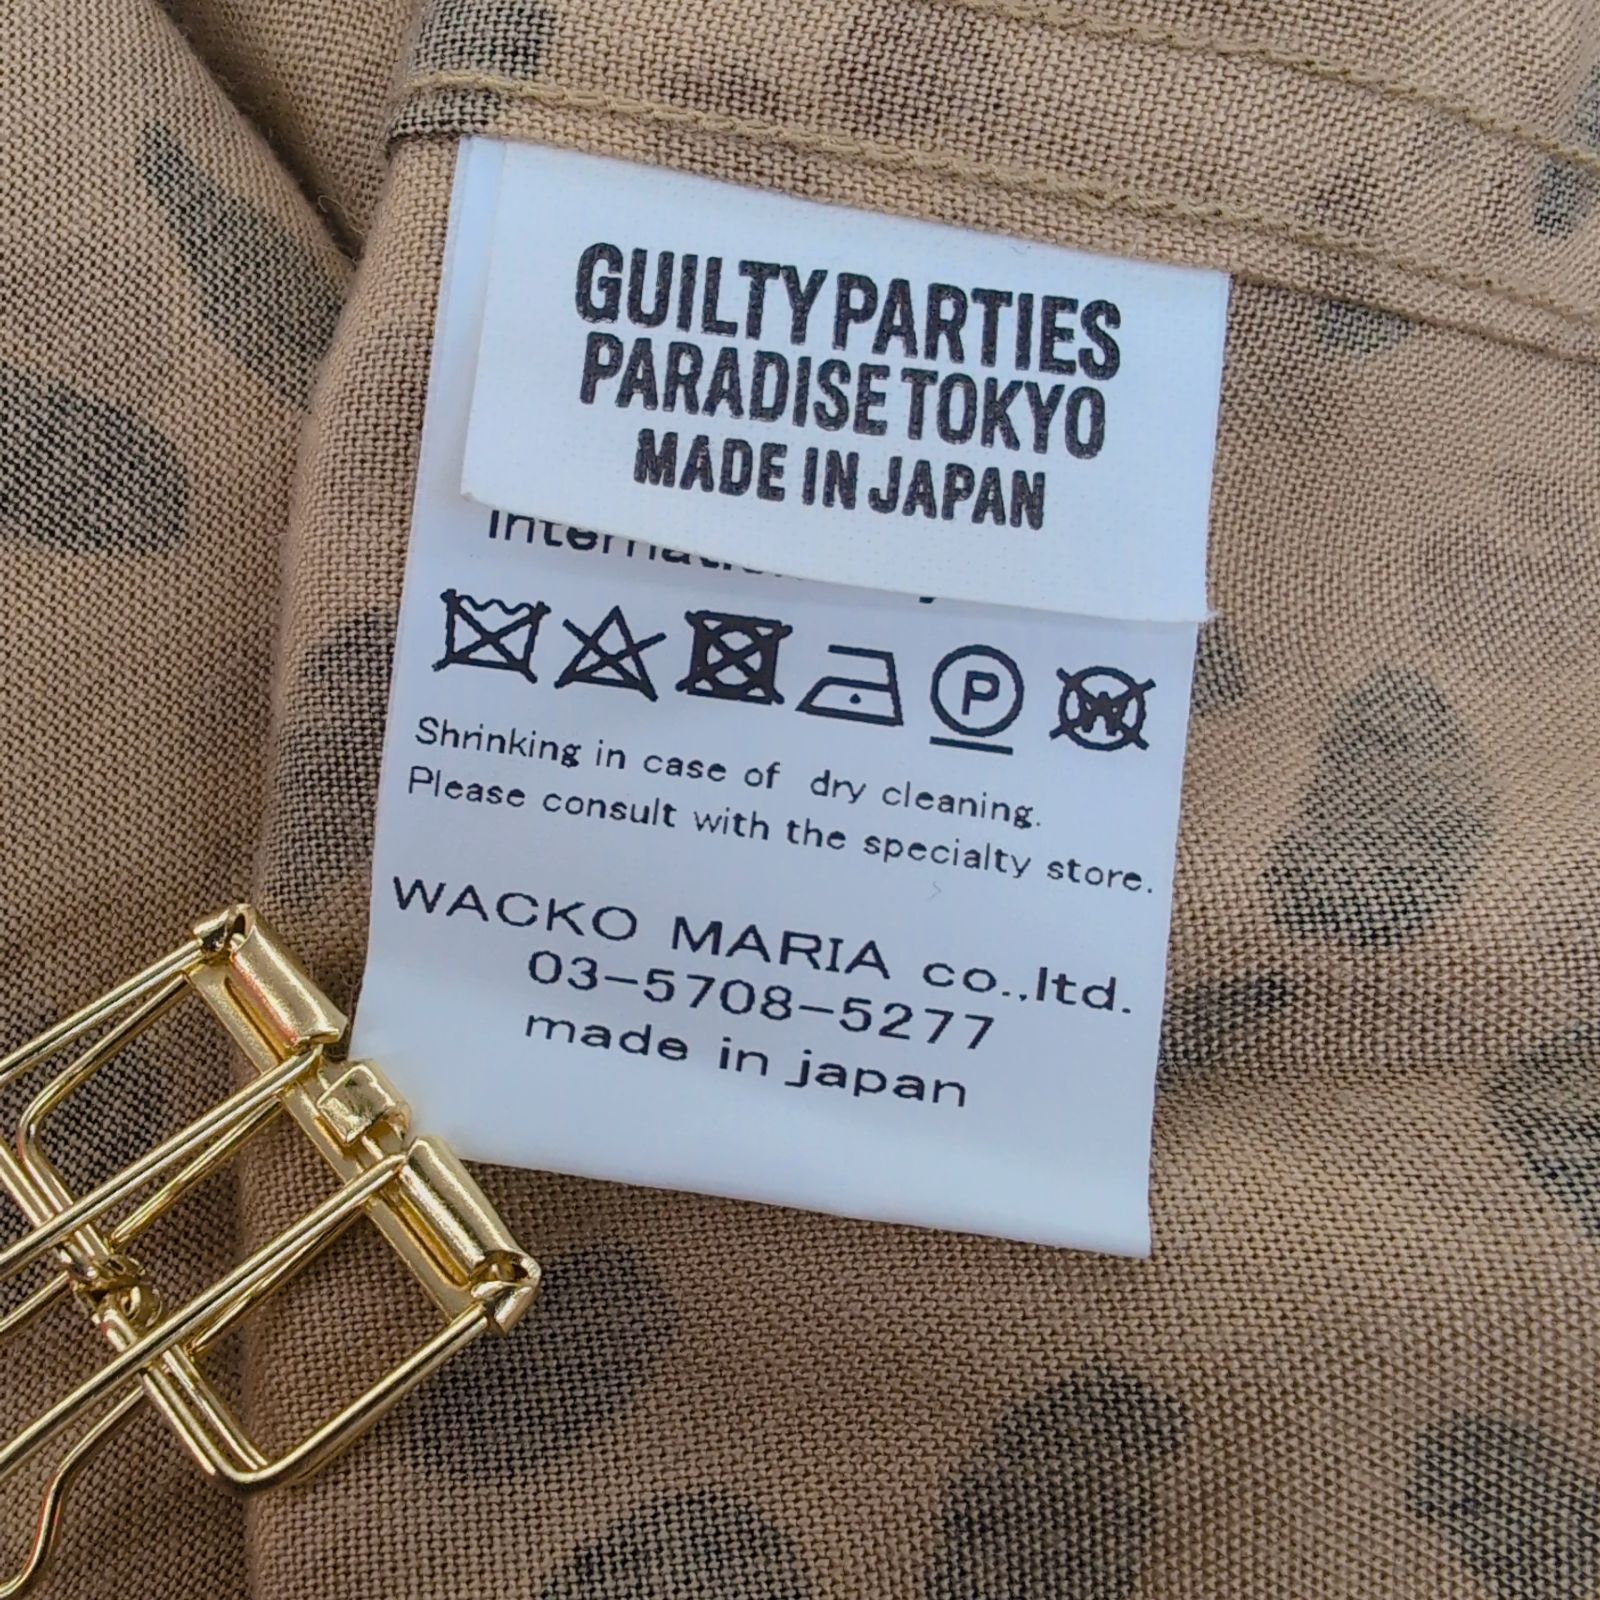 GUILTY PARTIES
PARADISE TOKYO
MADE IN JAPAN
P
W
Shrinking in case of dry cleaning.
Please consult with the specialty store.
WACKO MARIA co.,ltd.
03-5708-5277
made in japan